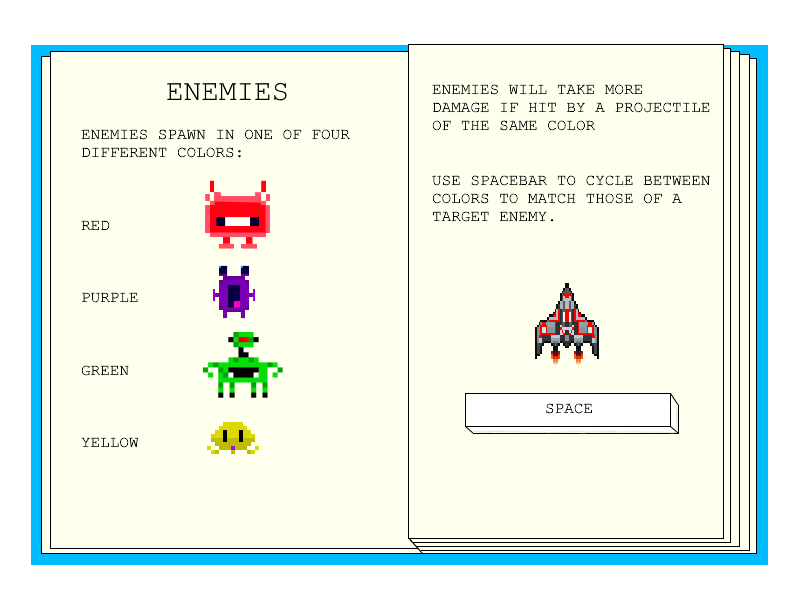 ENEMIES
ENEMIES SPAWN IN ONE OF FOUR
DIFFERENT COLORS:
RED
PURPLE
GREEN
YELLOW
ENEMIES WILL TAKE MORE
DAMAGE IF HIT BY A PROJECTILE
OF THE SAME COLOR
USE SPACEBAR TO CYCLE BETWEEN
COLORS TO MATCH THOSE OF A
TARGET ENEMY.
SPACE